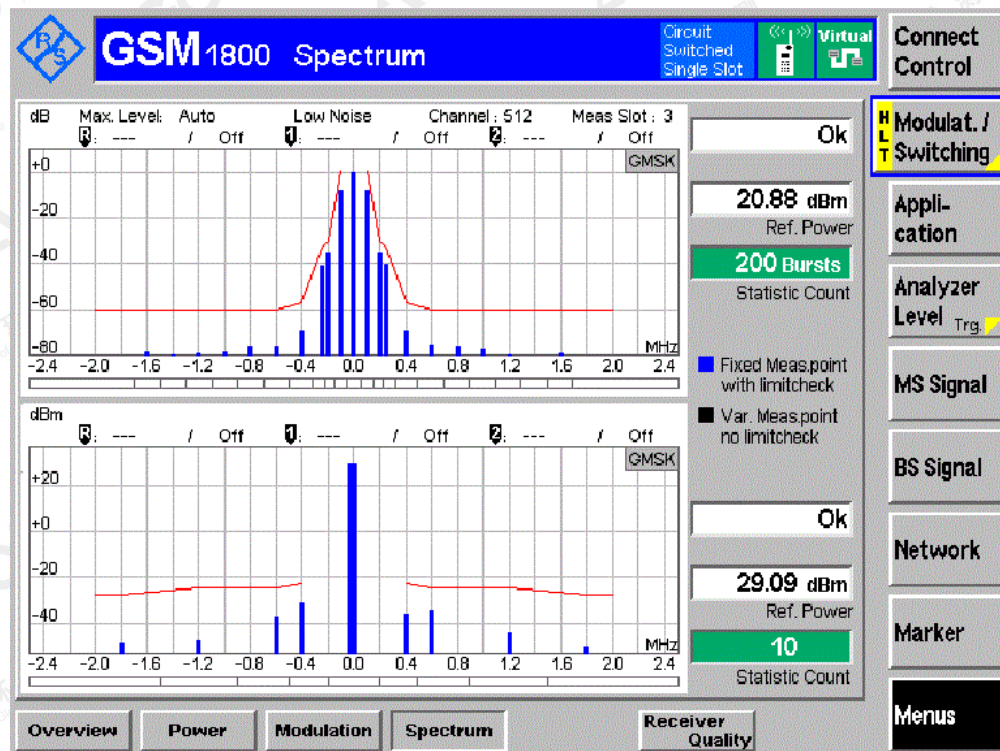 R/S
GSM 1800 Spectrum
Circuit Switched Single Slot
Virtual
Connect Control
dB Max. Level: Auto Low Noise Channel : 512 Meas Slot : 3
R: --- / Off 1: --- / Off 2: --- / Off
GMSK
+0
-20
-40
-60
-80
MHz
-2.4 -2.0 -1.6 -1.2 -0.8 -0.4 0.0 0.4 0.8 1.2 1.6 2.0 2.4
Ok
20.88 dBm
Ref. Power
200 Bursts
Statistic Count
Fixed Meas.point
with limitcheck
Var. Meas.point
no limitcheck
dBm
R: --- / Off 1: --- / Off 2: --- / Off
GMSK
+20
+0
-20
-40
MHz
-2.4 -2.0 -1.6 -1.2 -0.8 -0.4 0.0 0.4 0.8 1.2 1.6 2.0 2.4
Ok
29.09 dBm
Ref. Power
10
Statistic Count
HLT
Modulat. /
Switching
Appli-
cation
Analyzer
Level Trg.
MS Signal
BS Signal
Network
Marker
Menus
Overview Power Modulation Spectrum Receiver Quality